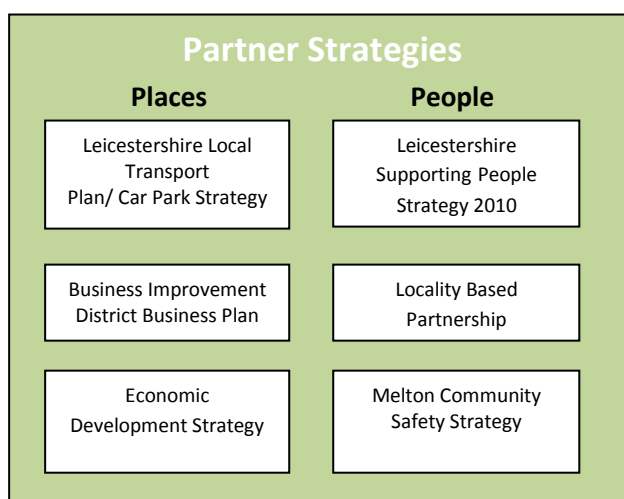 Partner Strategies
Places
People
Leicestershire Local
Transport
Plan/ Car Park Strategy
Leicestershire
Supporting People
Strategy 2010
Business Improvement
District Business Plan
Locality Based
Partnership
Economic
Development Strategy
Melton Community
Safety Strategy